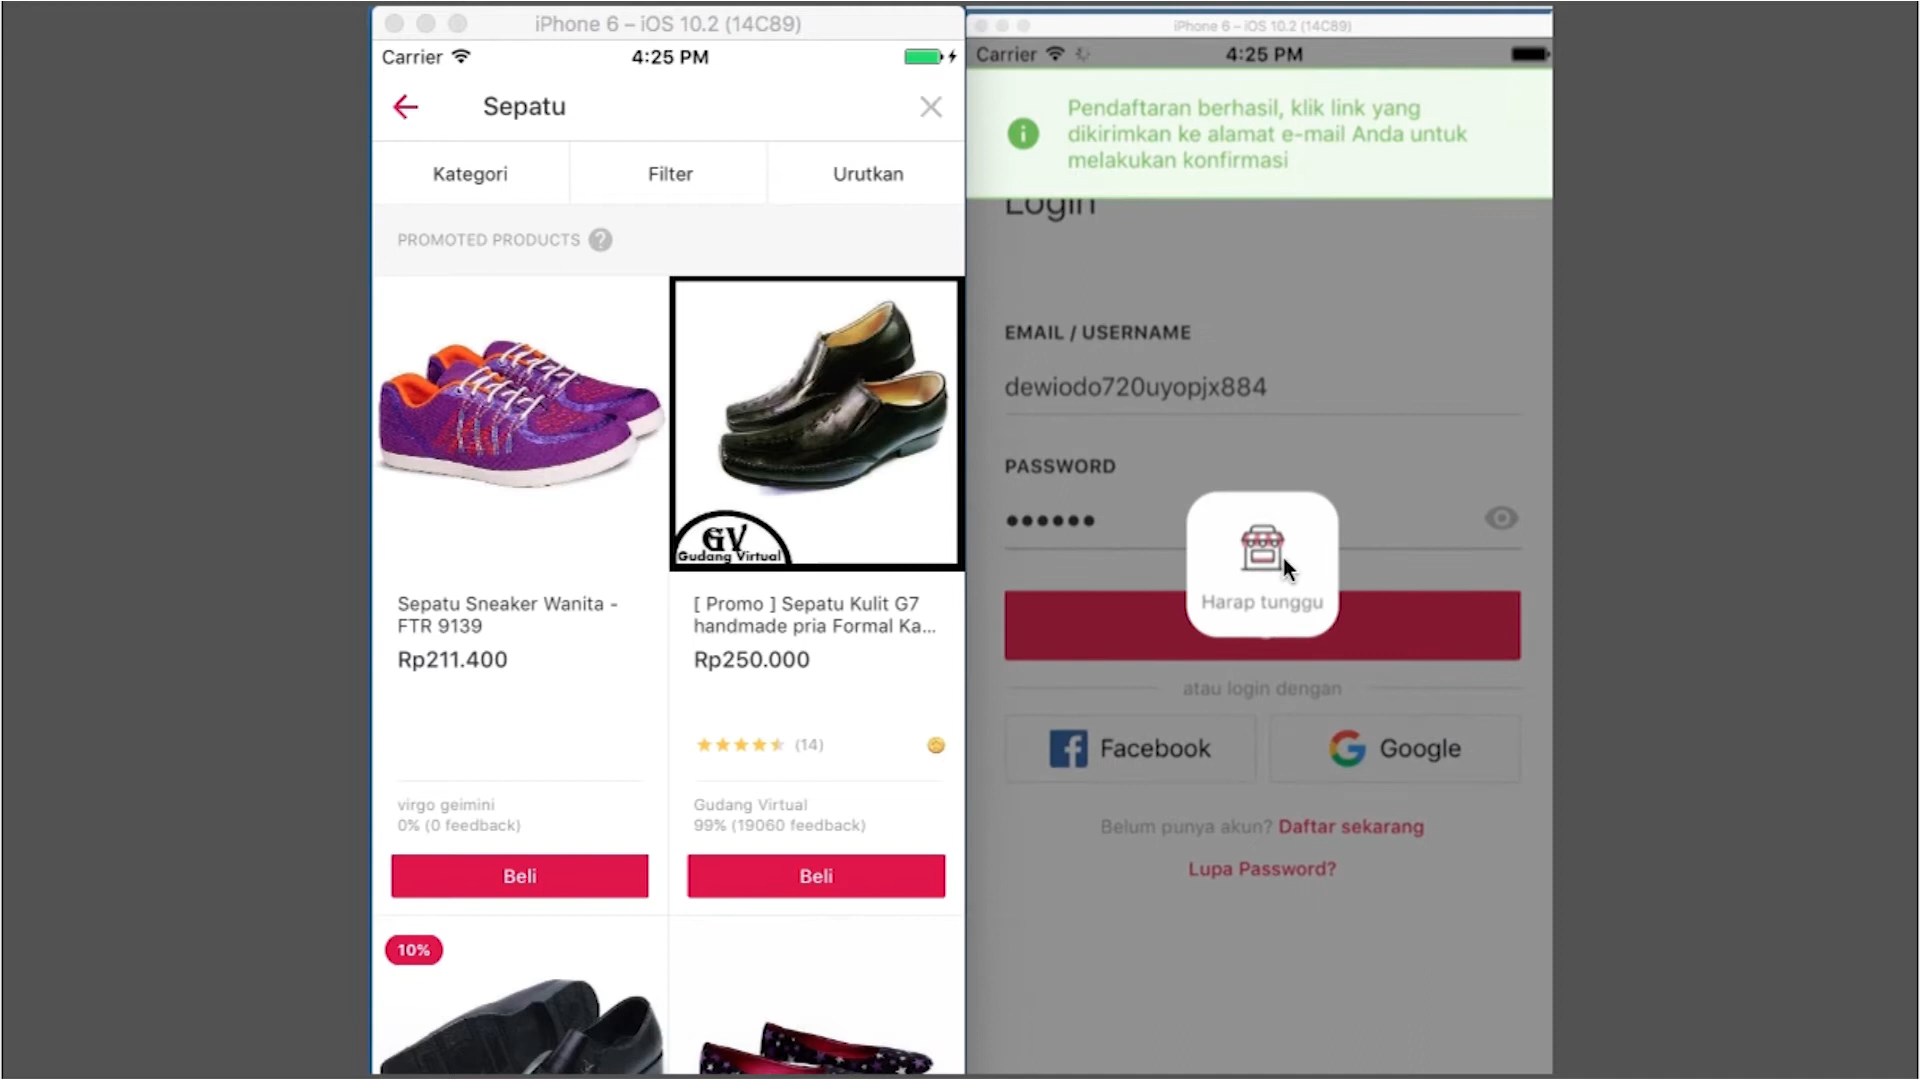 iPhone 6 – iOS 10.2 (14C89)
Carrier
4:25 PM
Sepatu
Kategori
Filter
Urutkan
PROMOTED PRODUCTS ?
GV
Gudang Virtual
Sepatu Sneaker Wanita -
FTR 9139
Rp211.400
virgo geimini
0% (0 feedback)
Beli
[ Promo ] Sepatu Kulit G7
handmade pria Formal Ka...
Rp250.000
(14)
Gudang Virtual
99% (19060 feedback)
Beli
10%
iPhone 6 – iOS 10.2 (14C89)
Carrier
4:25 PM
Pendaftaran berhasil, klik link yang
dikirimkan ke alamat e-mail Anda untuk
melakukan konfirmasi
Login
EMAIL / USERNAME
dewiodo720uyopjx884
PASSWORD
Harap tunggu
atau login dengan
Facebook
Google
Belum punya akun? Daftar sekarang
Lupa Password?